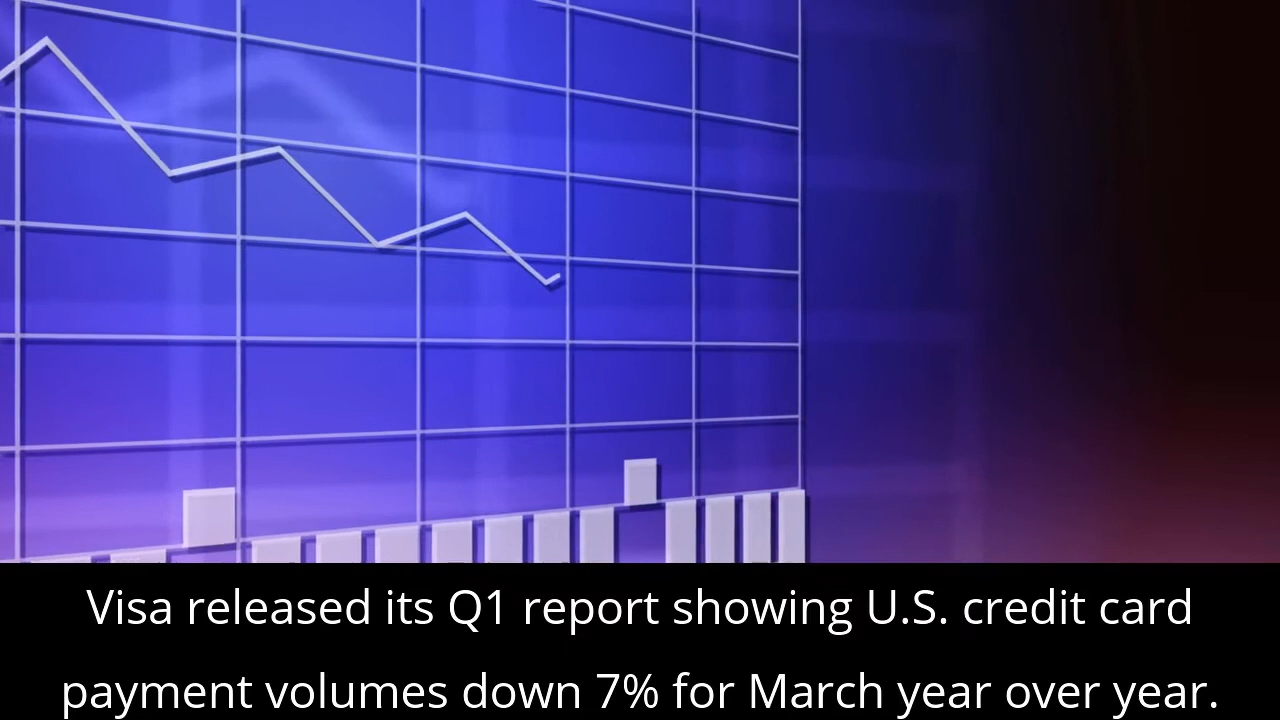 Visa released its Q1 report showing U.S. credit card
payment volumes down 7% for March year over year.